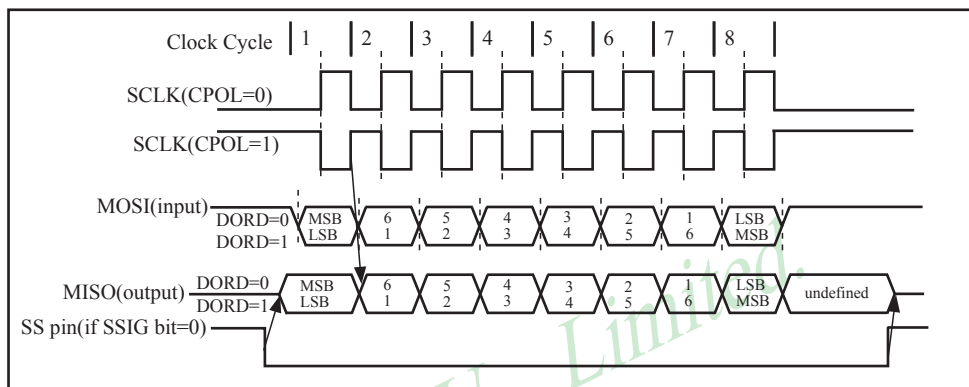 Clock Cycle 1 2 3 4 5 6 7 8
SCLK(CPOL=0)
SCLK(CPOL=1)
MOSI(input)
DORD=0 MSB 6 5 4 3 2 1 LSB
DORD=1 LSB 1 2 3 4 5 6 MSB
MISO(output)
DORD=0 MSB 6 5 4 3 2 1 LSB undefined
DORD=1 LSB 1 2 3 4 5 6 MSB
SS pin(if SSIG bit=0)
Limited.